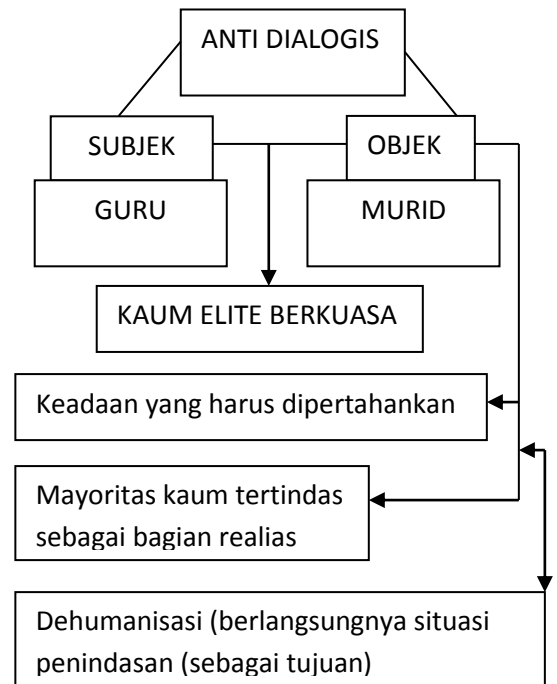 ANTI DIALOGIS
SUBJEK
OBJEK
GURU
MURID
KAUM ELITE BERKUASA
Keadaan yang harus dipertahankan
Mayoritas kaum tertindas
sebagai bagian realias
Dehumanisasi (berlangsungnya situasi
penindasan (sebagai tujuan)